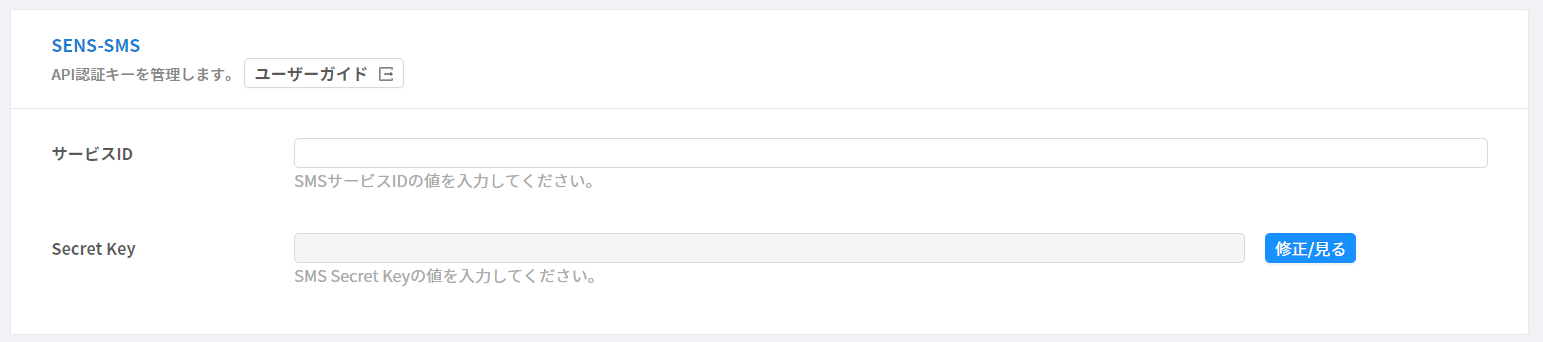 SENS-SMS
API認証キーを管理します。 ユーザーガイド
サービスID
SMSサービスIDの値を入力してください。
Secret Key
修正/見る
SMS Secret Keyの値を入力してください。